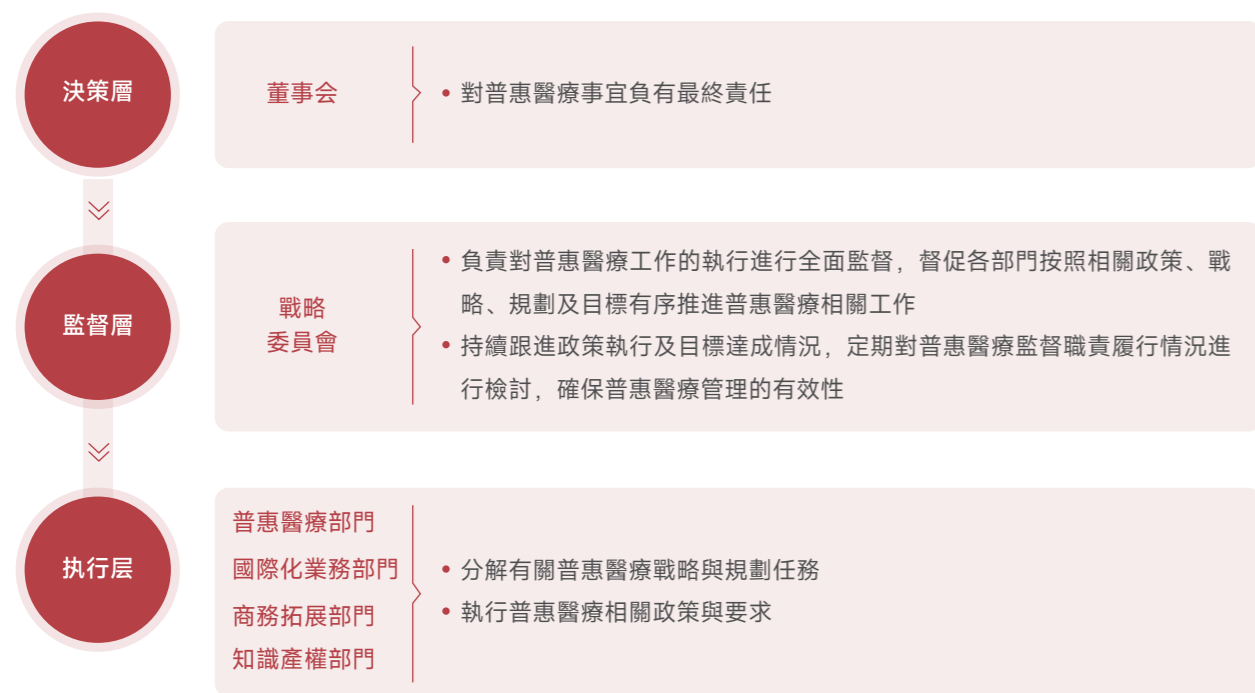 決策層
董事会
• 對普惠醫療事宜負有最終責任
監督層
戰略
委員會
• 負責對普惠醫療工作的執行進行全面監督，督促各部門按照相關政策、戰
略、規劃及目標有序推進普惠醫療相關工作
• 持續跟進政策執行及目標達成情況，定期對普惠醫療監督職責履行情況進
行檢討，確保普惠醫療管理的有效性
执行层
普惠醫療部門
國際化業務部門
商務拓展部門
知識產權部門
• 分解有關普惠醫療戰略與規劃任務
• 執行普惠醫療相關政策與要求